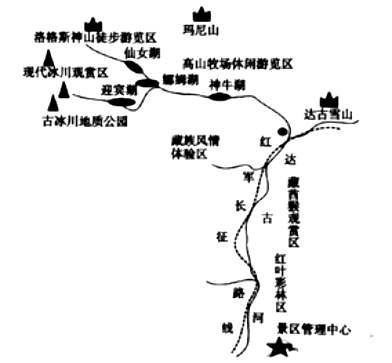 洛格斯神山徒步游览区
玛尼山
仙女湖
高山牧场休闲游览区
现代冰川观赏区
娜姆湖
神牛湖
迎宾湖
古冰川地质公园
达古雪山
藏族风情
体验区
红军长征路线
达古河
藏酋猴观赏区
红叶彩林区
景区管理中心